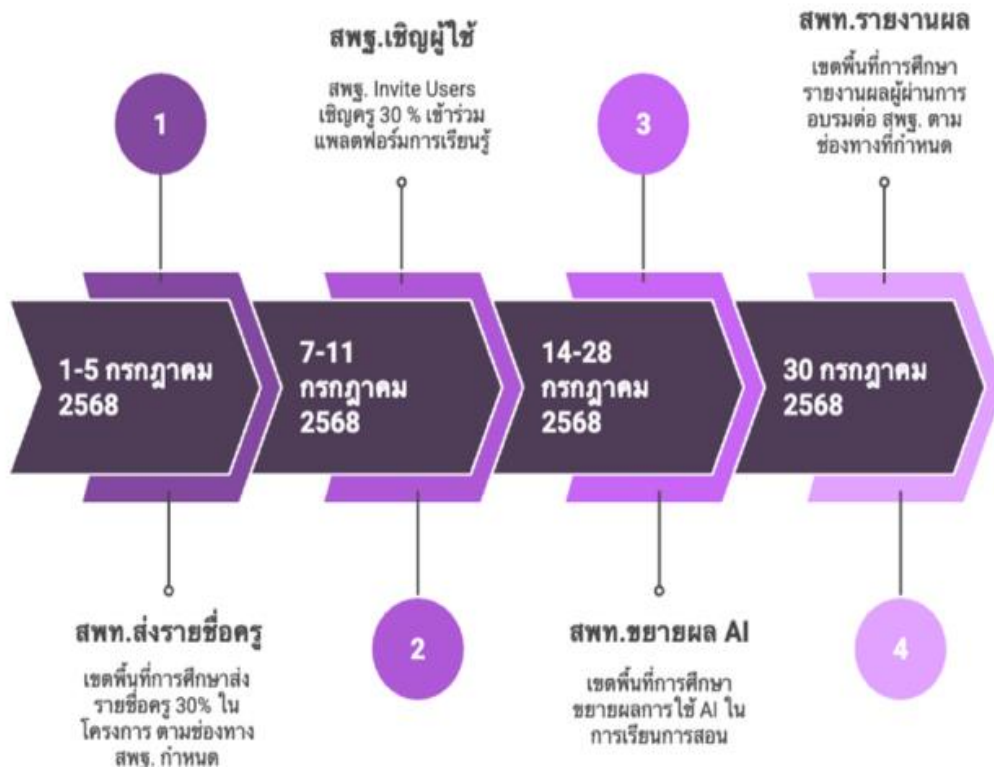 1
1-5 กรกฎาคม
2568
สพท.ส่งรายชื่อครู
เขตพื้นที่การศึกษาส่ง
รายชื่อครู 30% ใน
โครงการ ตามช่องทาง
สพฐ. กำหนด
สพฐ.เชิญผู้ใช้
สพฐ. Invite Users
เชิญครู 30 % เข้าร่วม
แพลตฟอร์มการเรียนรู้
7-11
กรกฎาคม
2568
2
3
14-28
กรกฎาคม
2568
สพท.ขยายผล AI
เขตพื้นที่การศึกษา
ขยายผลการใช้ AI ใน
การเรียนการสอน
สพท.รายงานผล
เขตพื้นที่การศึกษา
รายงานผลผู้ผ่านการ
อบรมต่อ สพฐ. ตาม
ช่องทางที่กำหนด
30 กรกฎาคม
2568
4